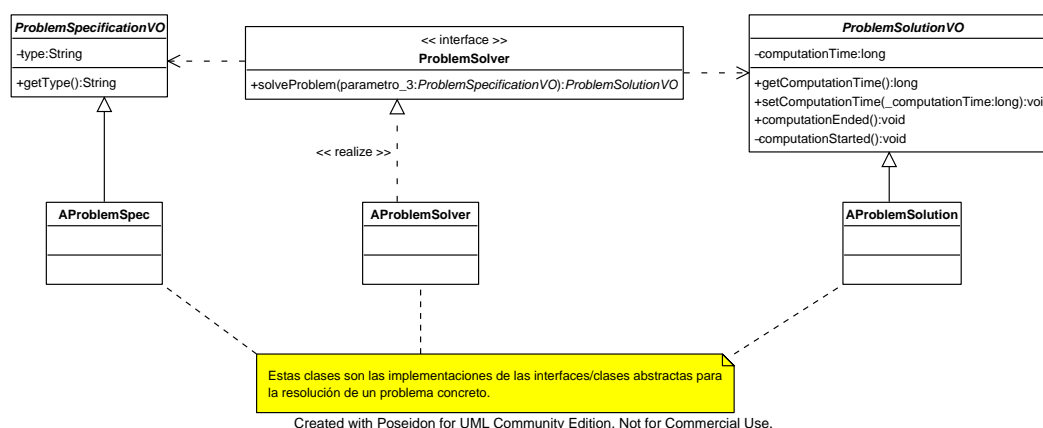 ProblemSpecificationVO
-type:String
+getType():String
<< interface >>
ProblemSolver
+solveProblem(parametro_3:ProblemSpecificationVO):ProblemSolutionVO
ProblemSolutionVO
-computationTime:long
+getComputationTime():long
+setComputationTime(_computationTime:long):voi
+computationEnded():void
-computationStarted():void
<< realize >>
AProblemSpec
AProblemSolver
AProblemSolution
Estas clases son las implementaciones de las interfaces/clases abstractas para
la resolución de un problema concreto.
Created with Poseidon for UML Community Edition. Not for Commercial Use.